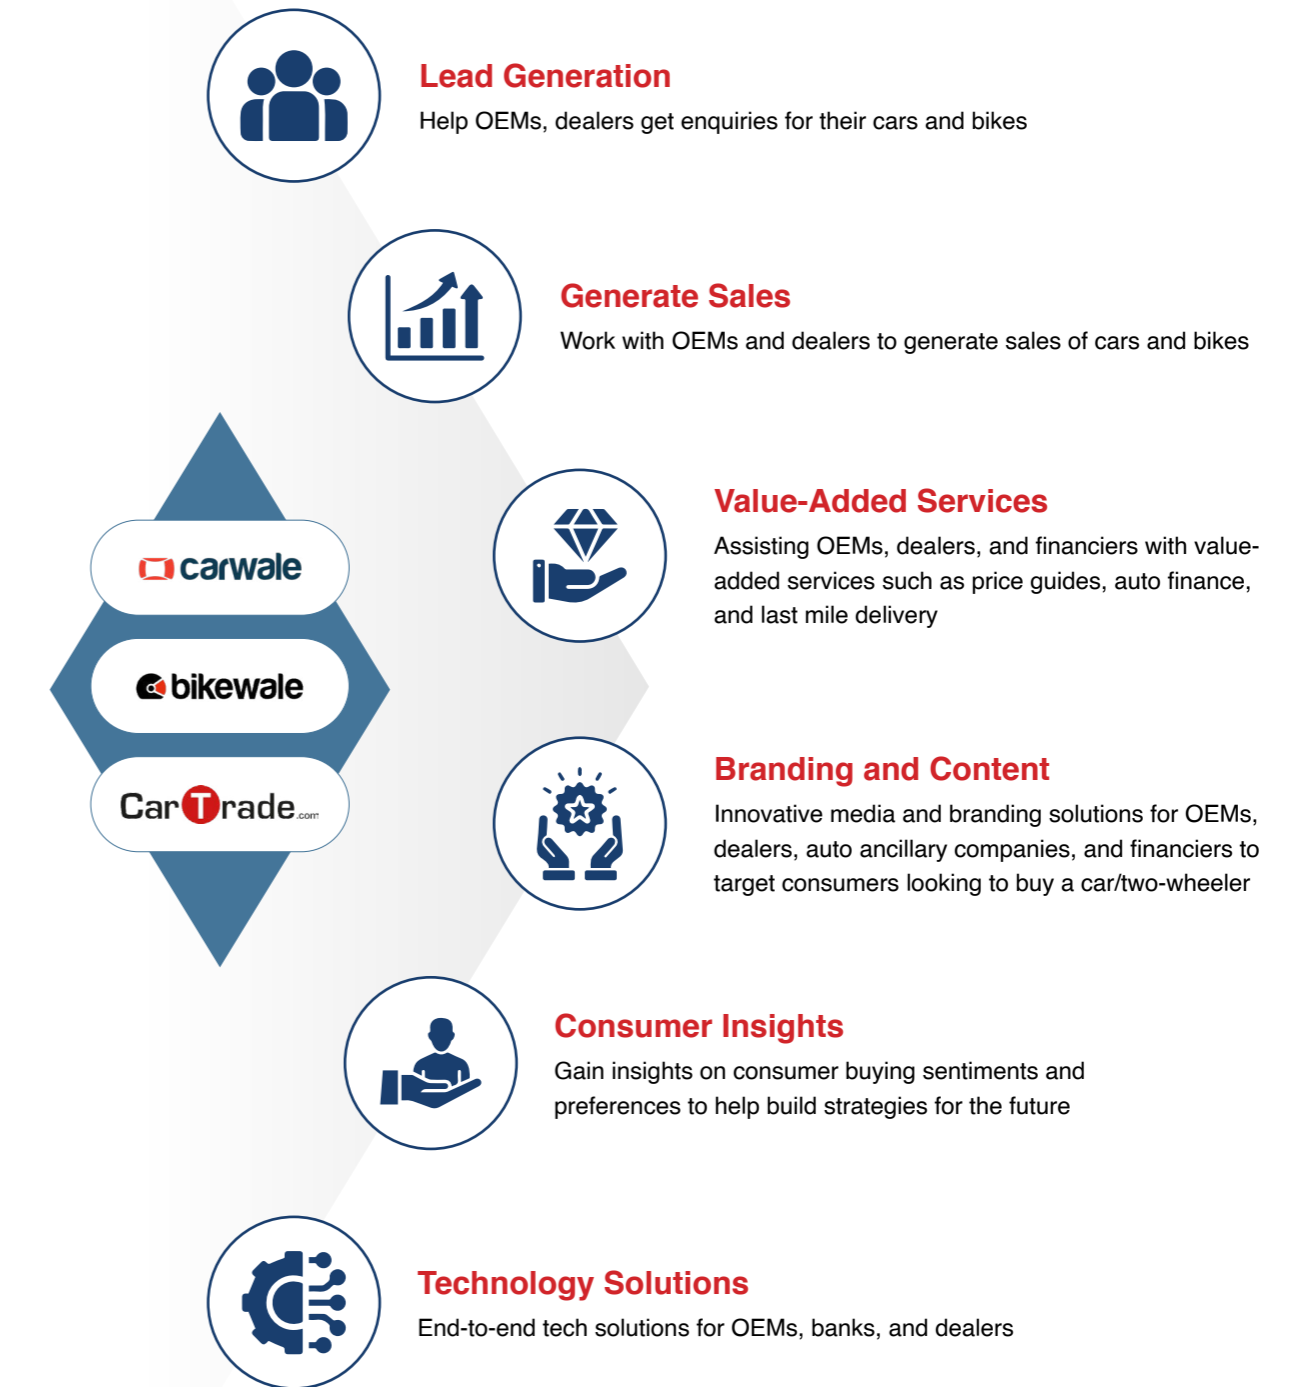 Lead Generation
Help OEMs, dealers get enquiries for their cars and bikes
Generate Sales
Work with OEMs and dealers to generate sales of cars and bikes
carwale
bikewale
CarTrade.com
Value-Added Services
Assisting OEMs, dealers, and financiers with value-
added services such as price guides, auto finance,
and last mile delivery
Branding and Content
Innovative media and branding solutions for OEMs,
dealers, auto ancillary companies, and financiers to
target consumers looking to buy a car/two-wheeler
Consumer Insights
Gain insights on consumer buying sentiments and
preferences to help build strategies for the future
Technology Solutions
End-to-end tech solutions for OEMs, banks, and dealers